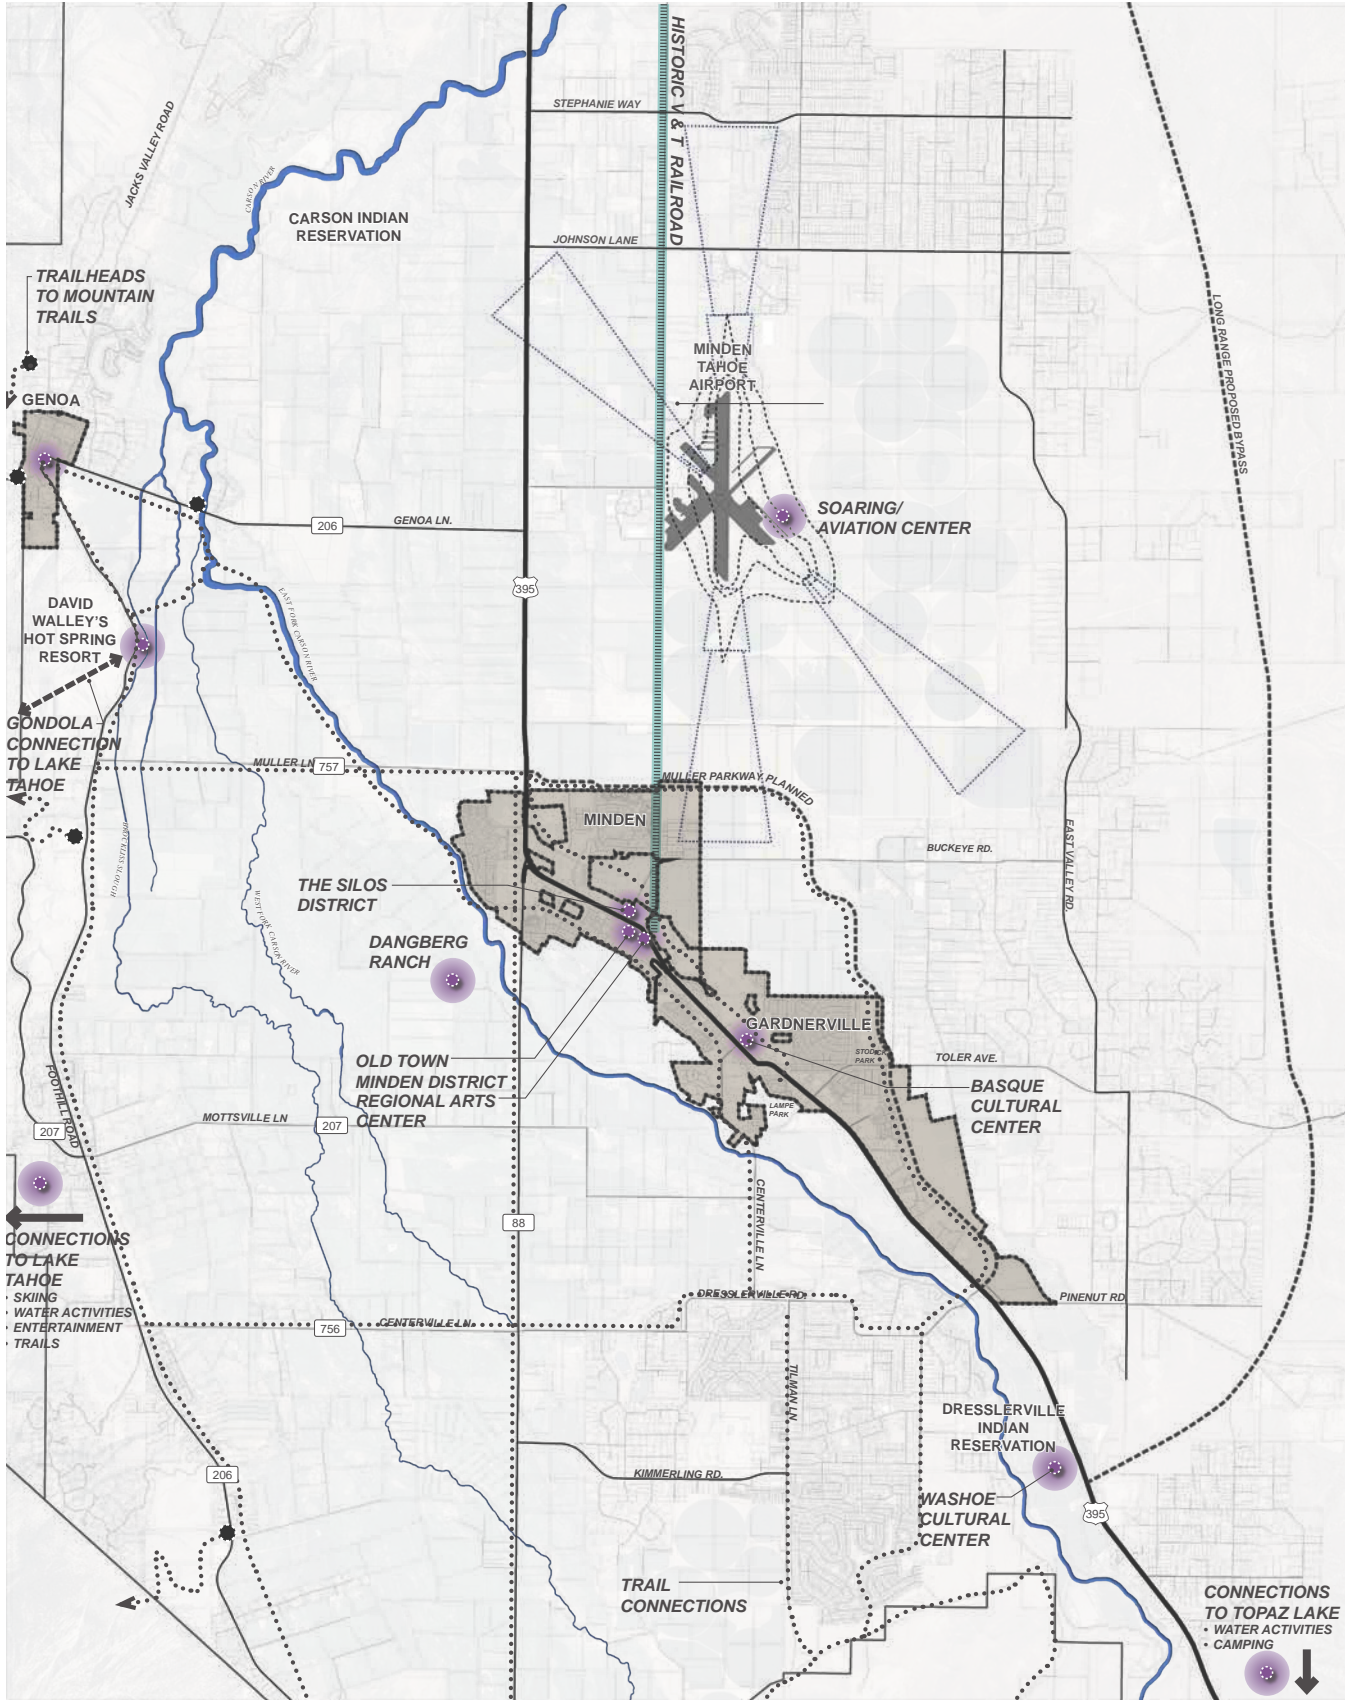 HISTORIC V & T RAILROAD
STEPHANIE WAY
JACKS VALLEY ROAD
CARSON RIVER
CARSON INDIAN
RESERVATION
JOHNSON LANE
TRAILHEADS
TO MOUNTAIN
TRAILS
LONG RANGE PROPOSED BYPASS
MINDEN
TAHOE
AIRPORT
GENOA
SOARING/
AVIATION CENTER
206
GENOA LN.
395
DAVID
WALLEY'S
HOT SPRING
RESORT
EAST FORK CARSON RIVER
GONDOLA
CONNECTION
TO LAKE
TAHOE
MULLER LN
757
MULLER PARKWAY PLANNED
MINDEN
BUCKEYE RD.
EAST VALLEY RD.
THE SILOS
DISTRICT
WEST FORK CARSON RIVER
DANGBERG
RANCH
GARDNERVILLE
STODICK
PARK
TOLER AVE.
OLD TOWN
MINDEN DISTRICT
REGIONAL ARTS
CENTER
BASQUE
CULTURAL
CENTER
LAMPE
PARK
FOOTHILL ROAD
MOTTSVILLE LN
207
207
CENTERVILLE LN
88
CONNECTIONS
TO LAKE
TAHOE
• SKIING
• WATER ACTIVITIES
• ENTERTAINMENT
• TRAILS
DRESSLERVILLE RD.
PINENUT RD
756
CENTERVILLE LN.
TILMAN LN
DRESSLERVILLE
INDIAN
RESERVATION
206
KIMMERLING RD.
WASHOE
CULTURAL
CENTER
395
TRAIL
CONNECTIONS
CONNECTIONS
TO TOPAZ LAKE
• WATER ACTIVITIES
• CAMPING